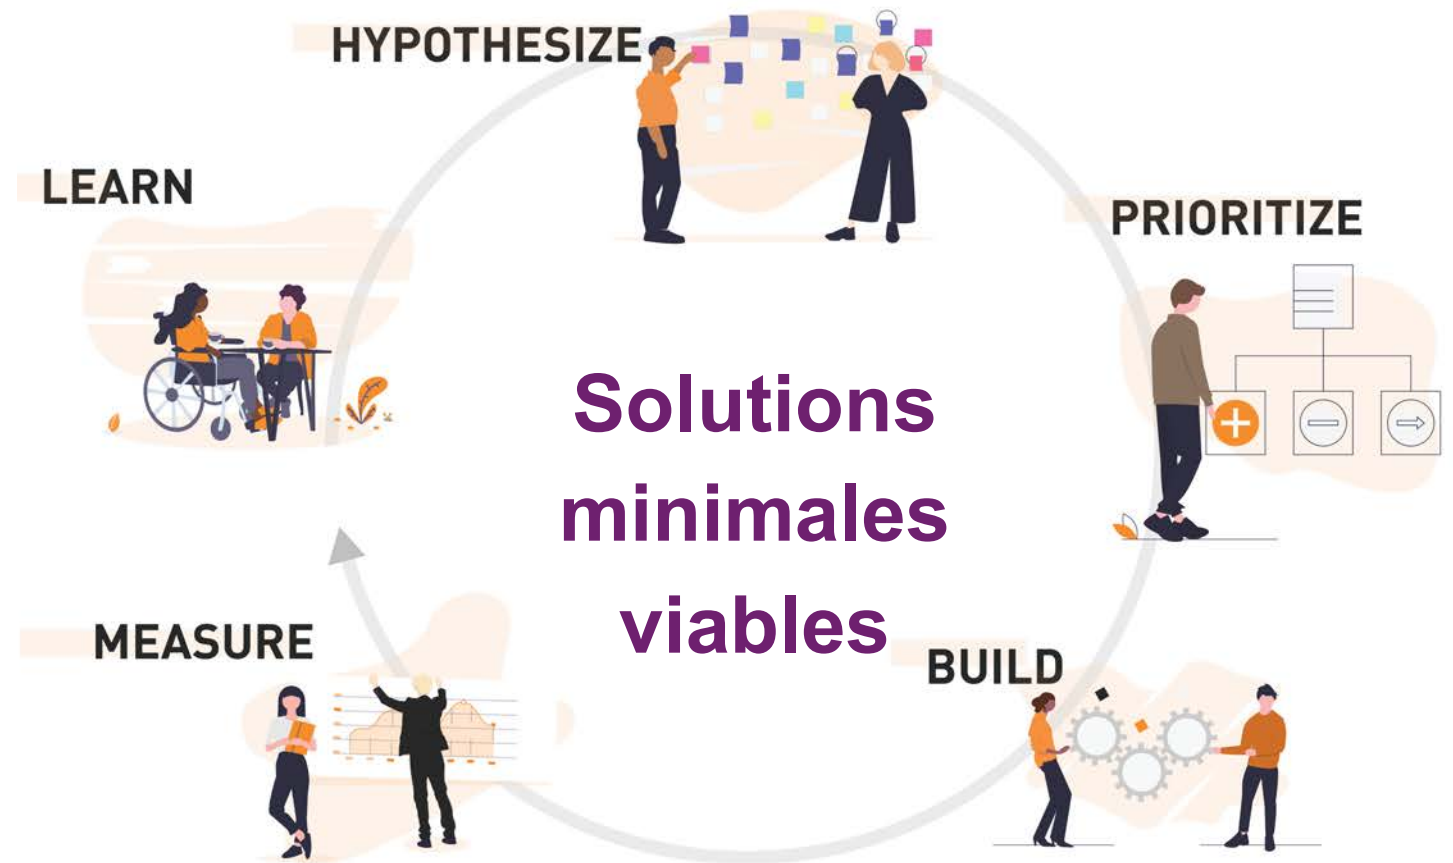 HYPOTHESIZE
LEARN
PRIORITIZE
Solutions
minimales
viables
MEASURE
BUILD